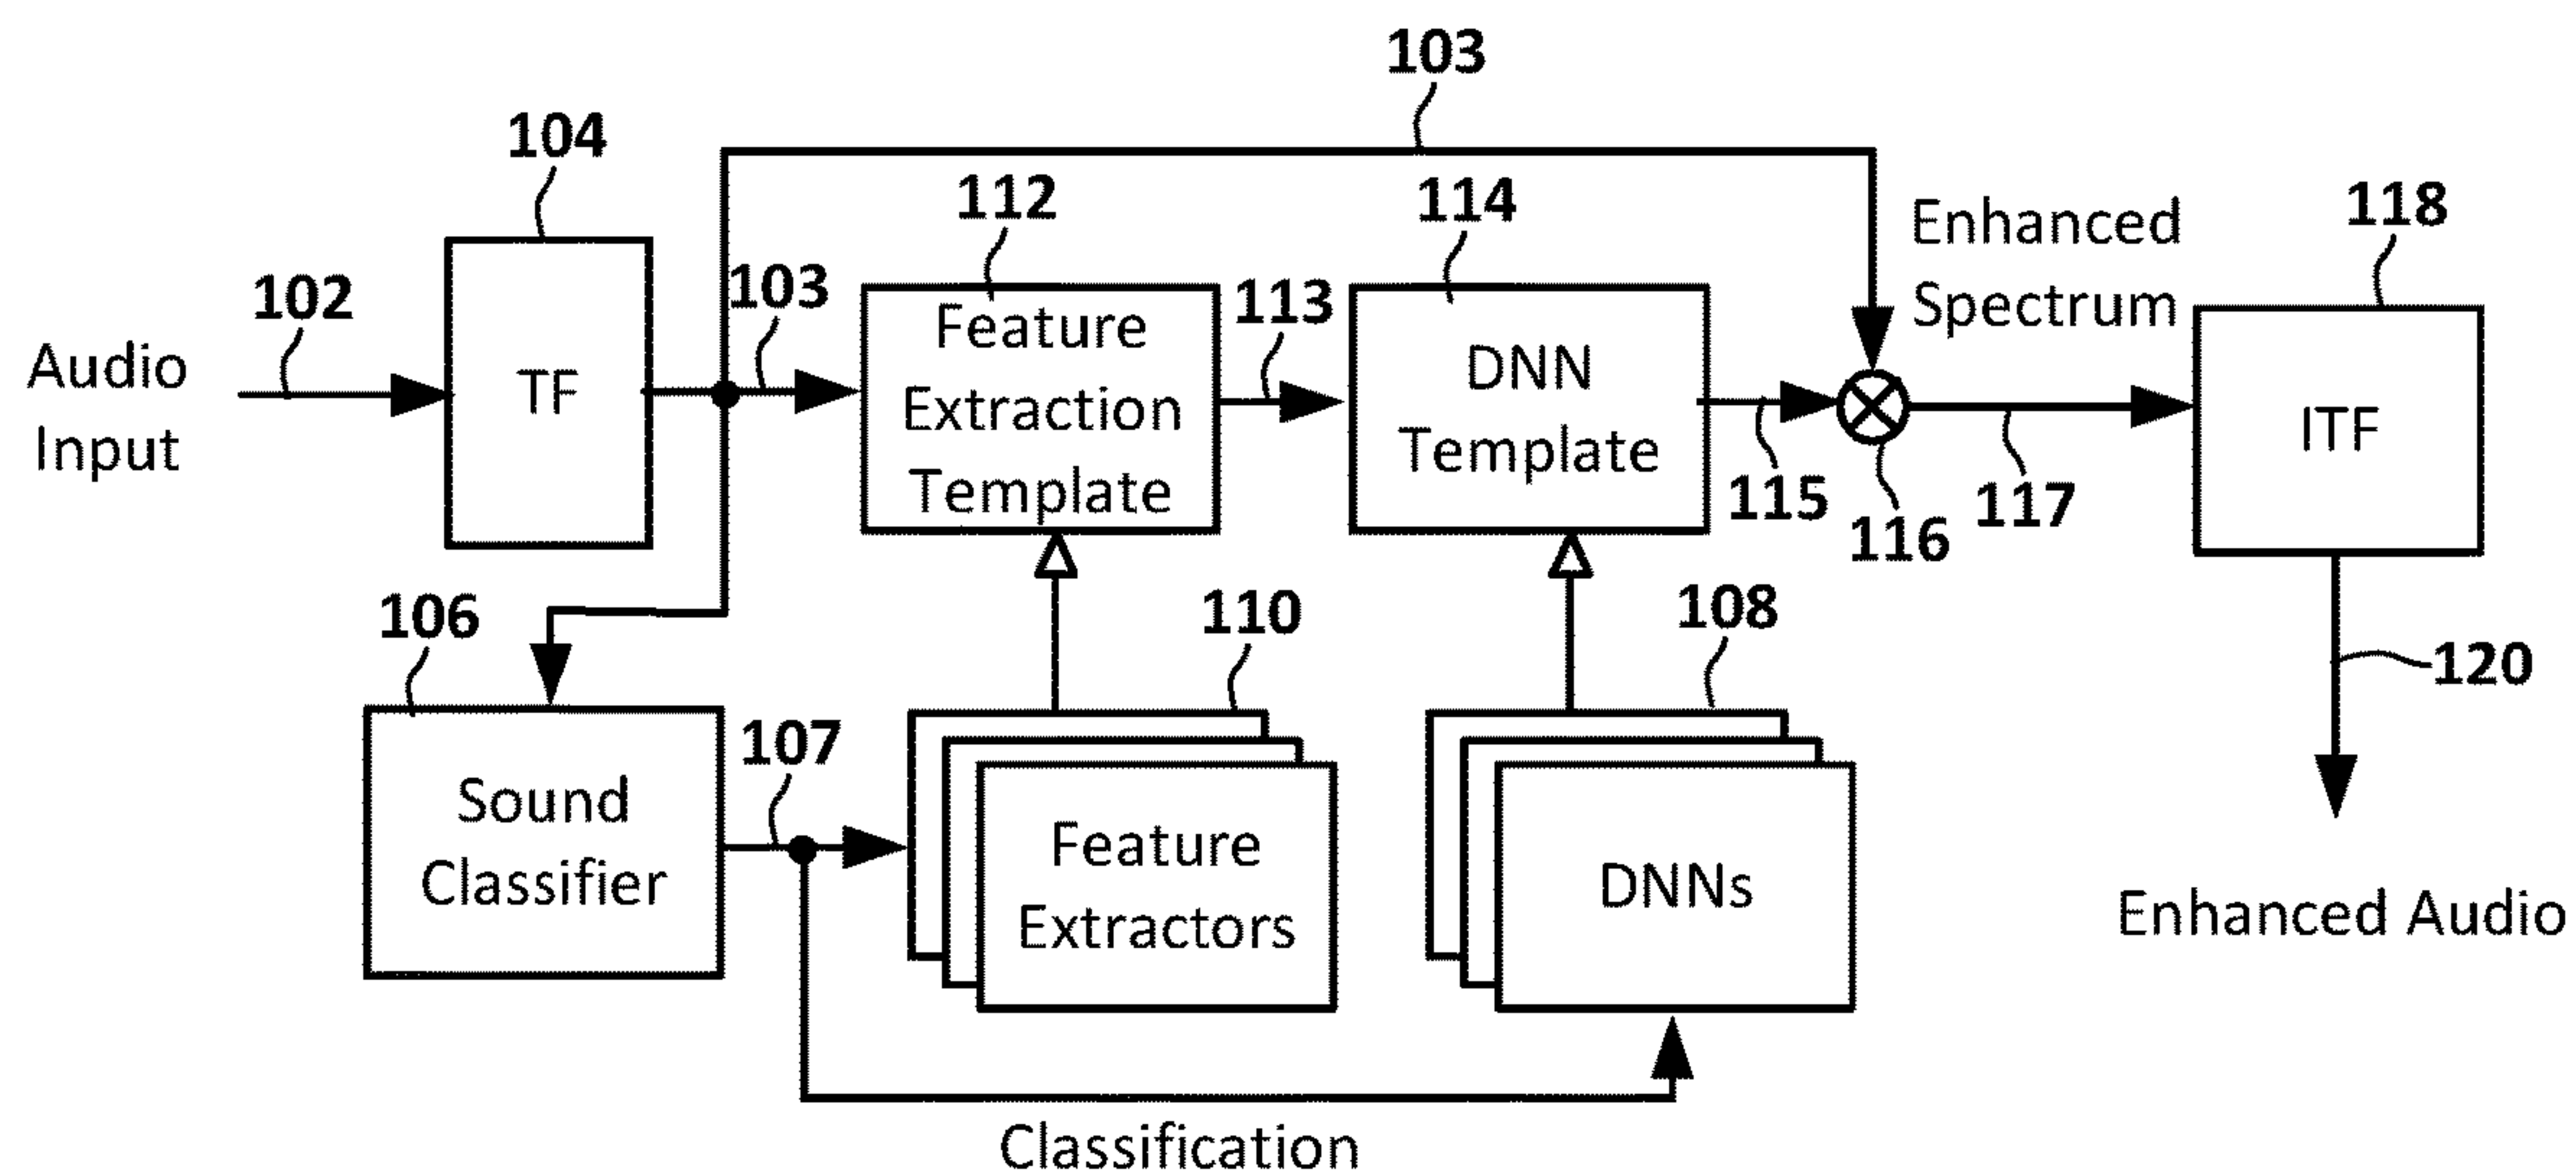 103
104
112
114
118
Enhanced
Spectrum
102
103
113
Audio
Input
TF
Feature
Extraction
Template
DNN
Template
115
116
117
ITF
106
110
108
120
107
Sound
Classifier
Feature
Extractors
DNNs
Enhanced Audio
Classification